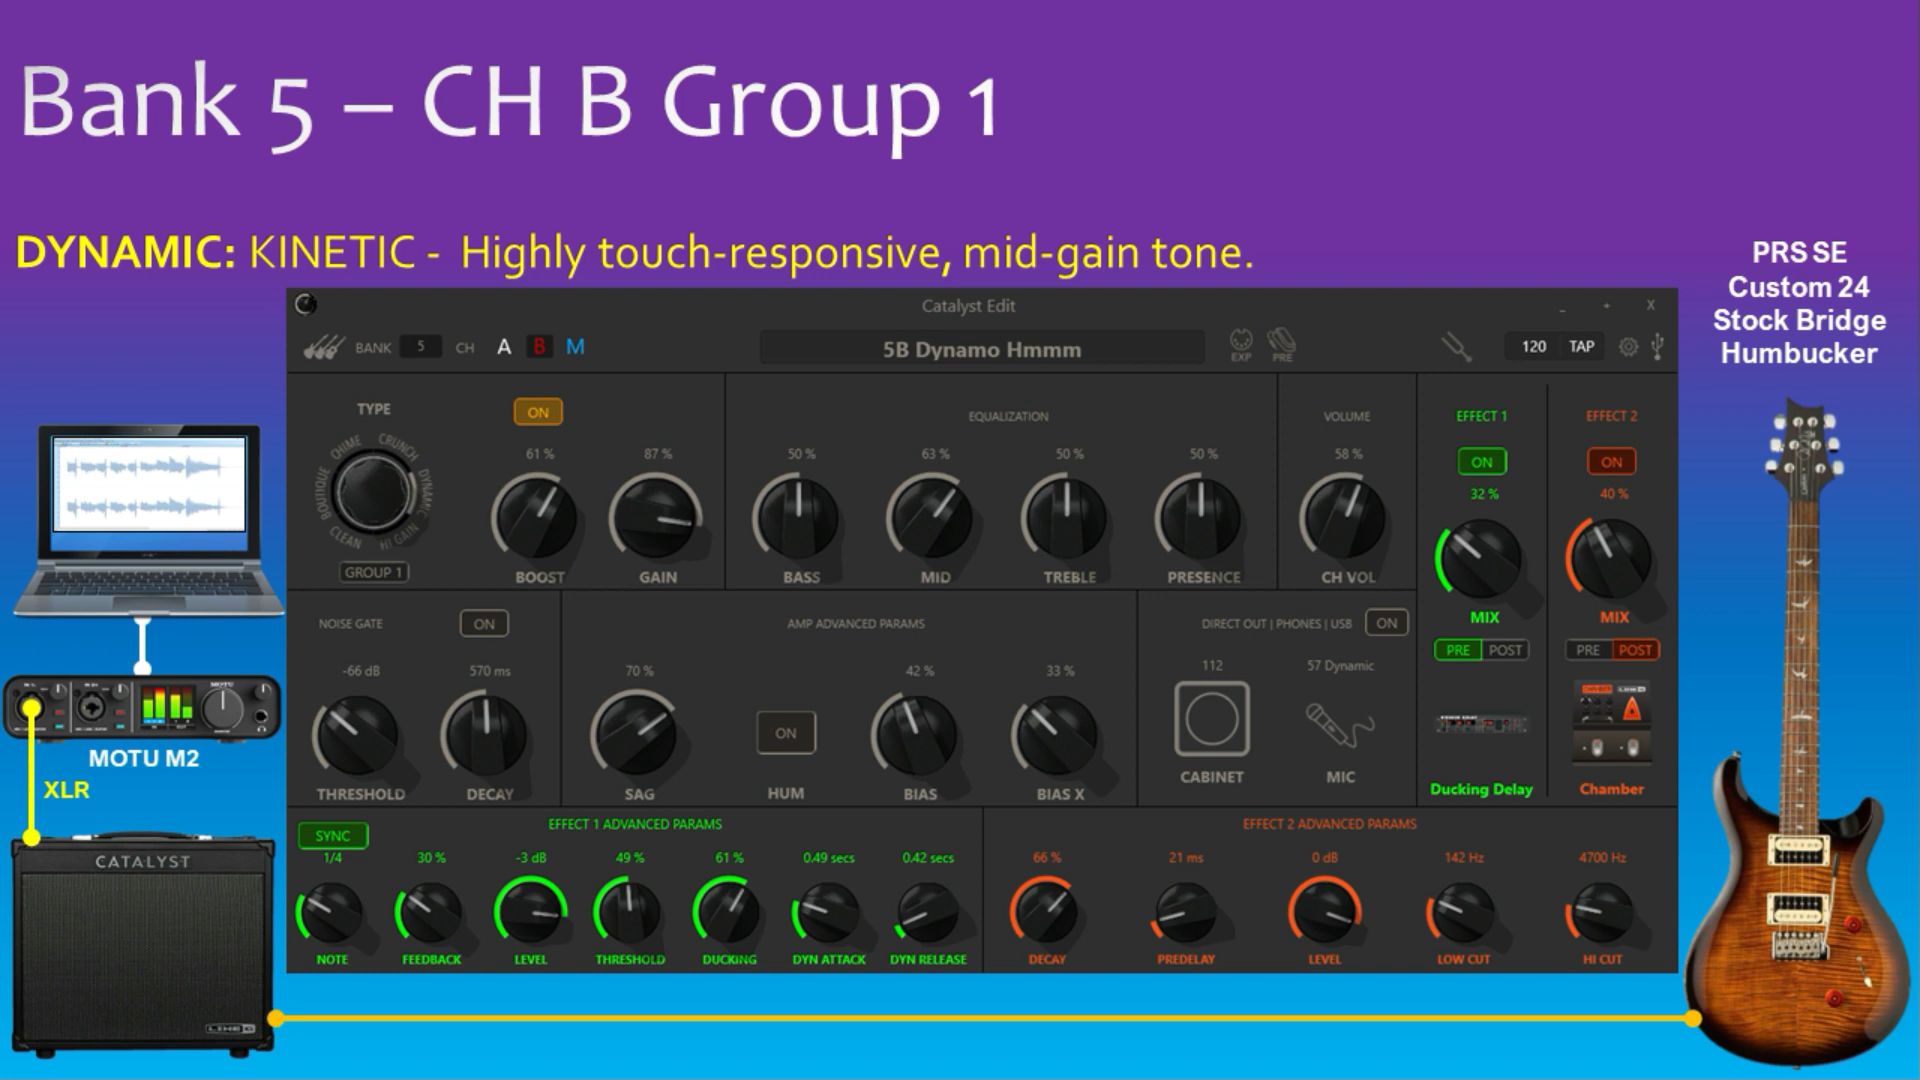 Bank 5 – CH B Group 1
DYNAMIC: KINETIC - Highly touch-responsive, mid-gain tone.
PRS SE
Custom 24
Stock Bridge
Humbucker
Catalyst Edit
BANK 5 CH A B M
5B Dynamo Hmmm
EXP PRE
120 TAP
TYPE
BOUTIQUE CHIME CRUNCH DYNAMIC HI GAIN CLEAN
GROUP 1
ON
61 % 87 %
BOOST GAIN
EQUALIZATION
50 % 63 % 50 % 50 %
BASS MID TREBLE PRESENCE
VOLUME
58 %
CH VOL
EFFECT 1
ON
32 %
MIX
PRE POST
Ducking Delay
EFFECT 2
ON
40 %
MIX
PRE POST
Chamber
NOISE GATE ON
-66 dB 570 ms
THRESHOLD DECAY
AMP ADVANCED PARAMS
70 % 42 % 33 %
ON
SAG HUM BIAS BIAS X
DIRECT OUT | PHONES | USB ON
112 57 Dynamic
CABINET MIC
EFFECT 1 ADVANCED PARAMS
SYNC
1/4 30 % -3 dB 49 % 61 % 0.49 secs 0.42 secs
NOTE FEEDBACK LEVEL THRESHOLD DUCKING DYN ATTACK DYN RELEASE
EFFECT 2 ADVANCED PARAMS
66 % 21 ms 0 dB 142 Hz 4700 Hz
DECAY PREDELAY LEVEL LOW CUT HI CUT
MOTU
MOTU M2
XLR
CATALYST
LINE 6